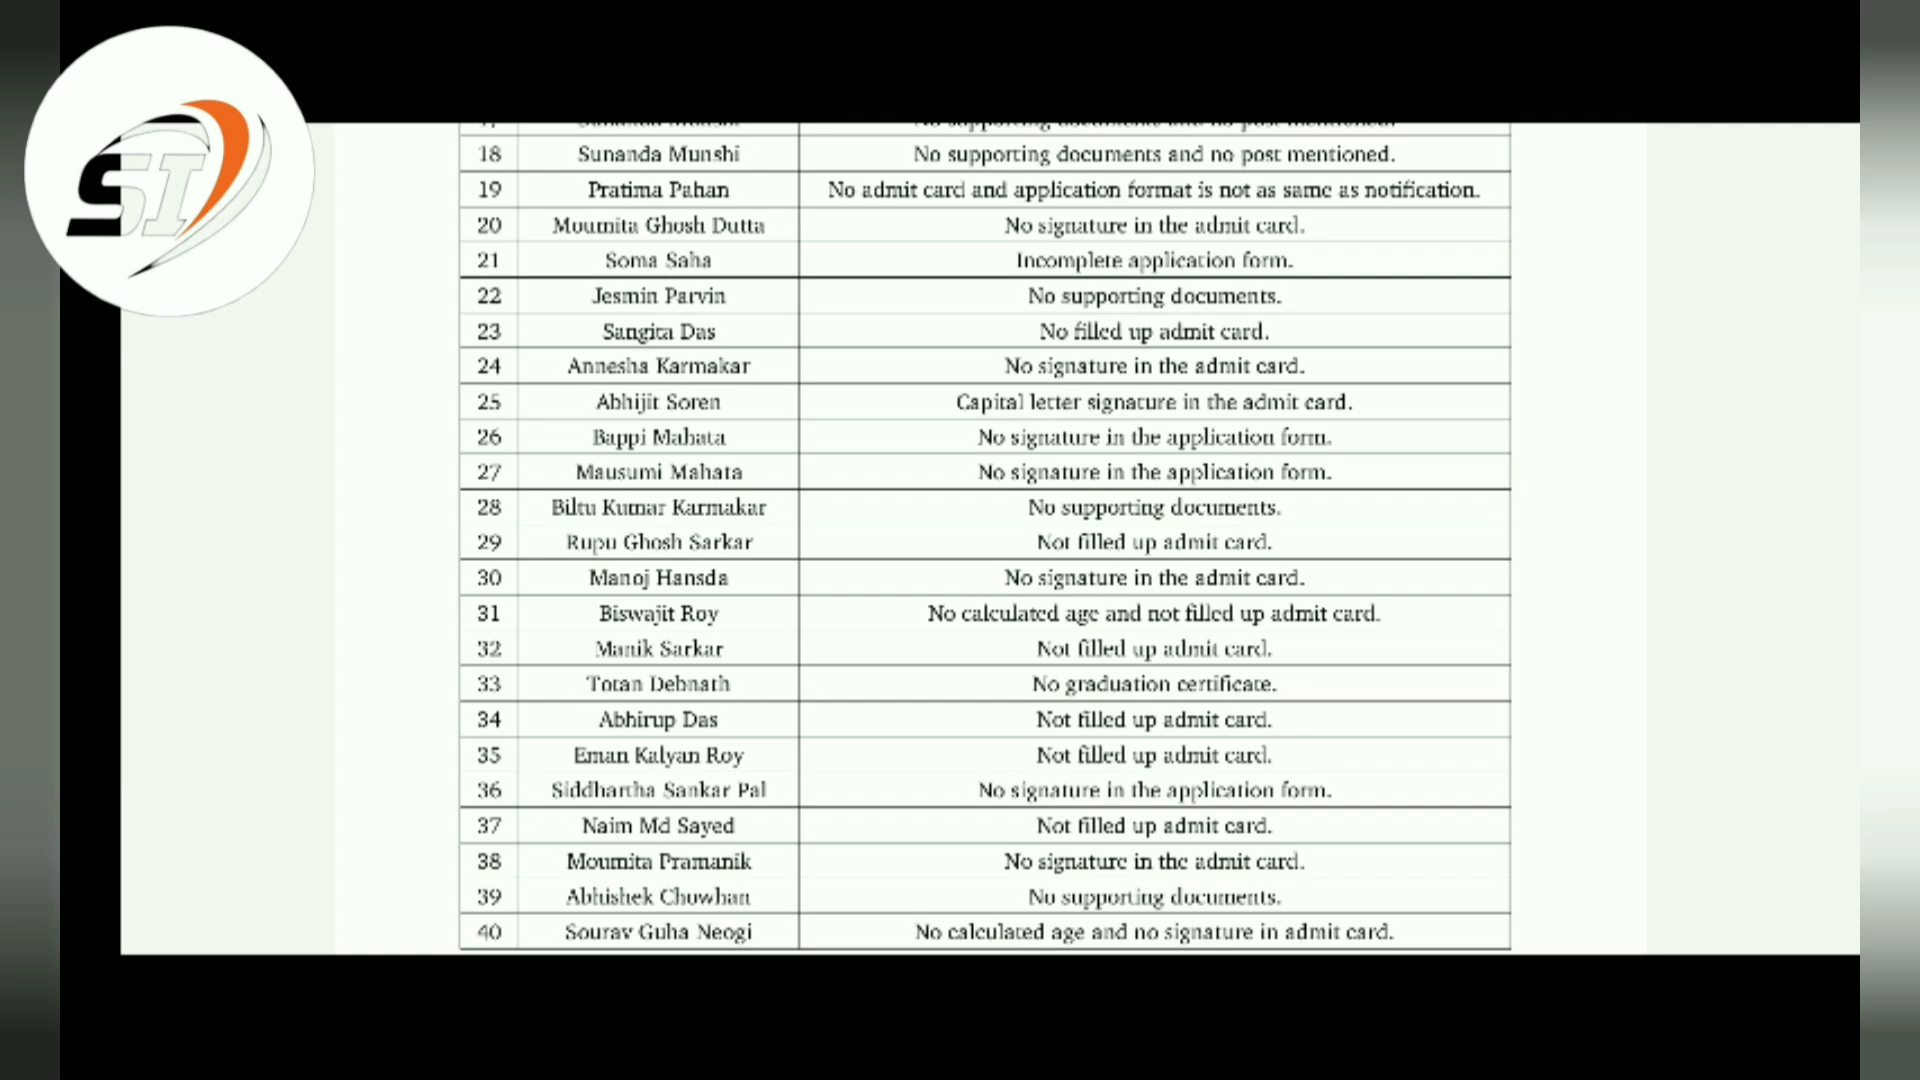 SI
18 Sunanda Munshi No supporting documents and no post mentioned.
19 Pratima Pahan No admit card and application format is not as same as notification.
20 Moumita Ghosh Dutta No signature in the admit card.
21 Soma Saha Incomplete application form.
22 Jesmin Parvin No supporting documents.
23 Sangita Das No filled up admit card.
24 Annesha Karmakar No signature in the admit card.
25 Abhijit Soren Capital letter signature in the admit card.
26 Bappi Mahata No signature in the application form.
27 Mausumi Mahata No signature in the application form.
28 Biltu Kumar Karmakar No supporting documents.
29 Rupu Ghosh Sarkar Not filled up admit card.
30 Manoj Hansda No signature in the admit card.
31 Biswajit Roy No calculated age and not filled up admit card.
32 Manik Sarkar Not filled up admit card.
33 Totan Debnath No graduation certificate.
34 Abhirup Das Not filled up admit card.
35 Eman Kalyan Roy Not filled up admit card.
36 Siddhartha Sankar Pal No signature in the application form.
37 Naim Md Sayed Not filled up admit card.
38 Moumita Pramanik No signature in the admit card.
39 Abhishek Chowhan No supporting documents.
40 Sourav Guha Neogi No calculated age and no signature in admit card.